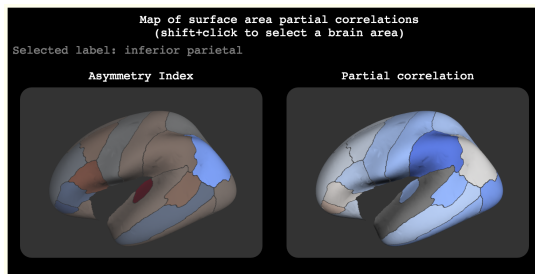 Map of surface area partial correlations
(shift+click to select a brain area)
Selected label: inferior parietal
Asymmetry Index
Partial correlation